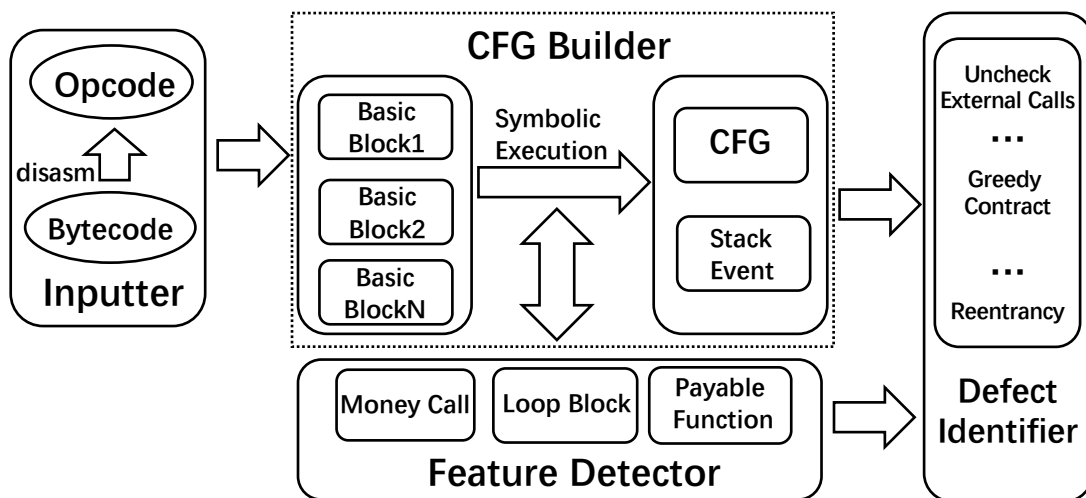 Opcode
disasm
Bytecode
Inputter
CFG Builder
Basic
Block1
Basic
Block2
Basic
BlockN
Symbolic
Execution
CFG
Stack
Event
Money Call
Loop Block
Payable
Function
Feature Detector
Uncheck
External Calls
...
Greedy
Contract
...
Reentrancy
Defect
Identifier